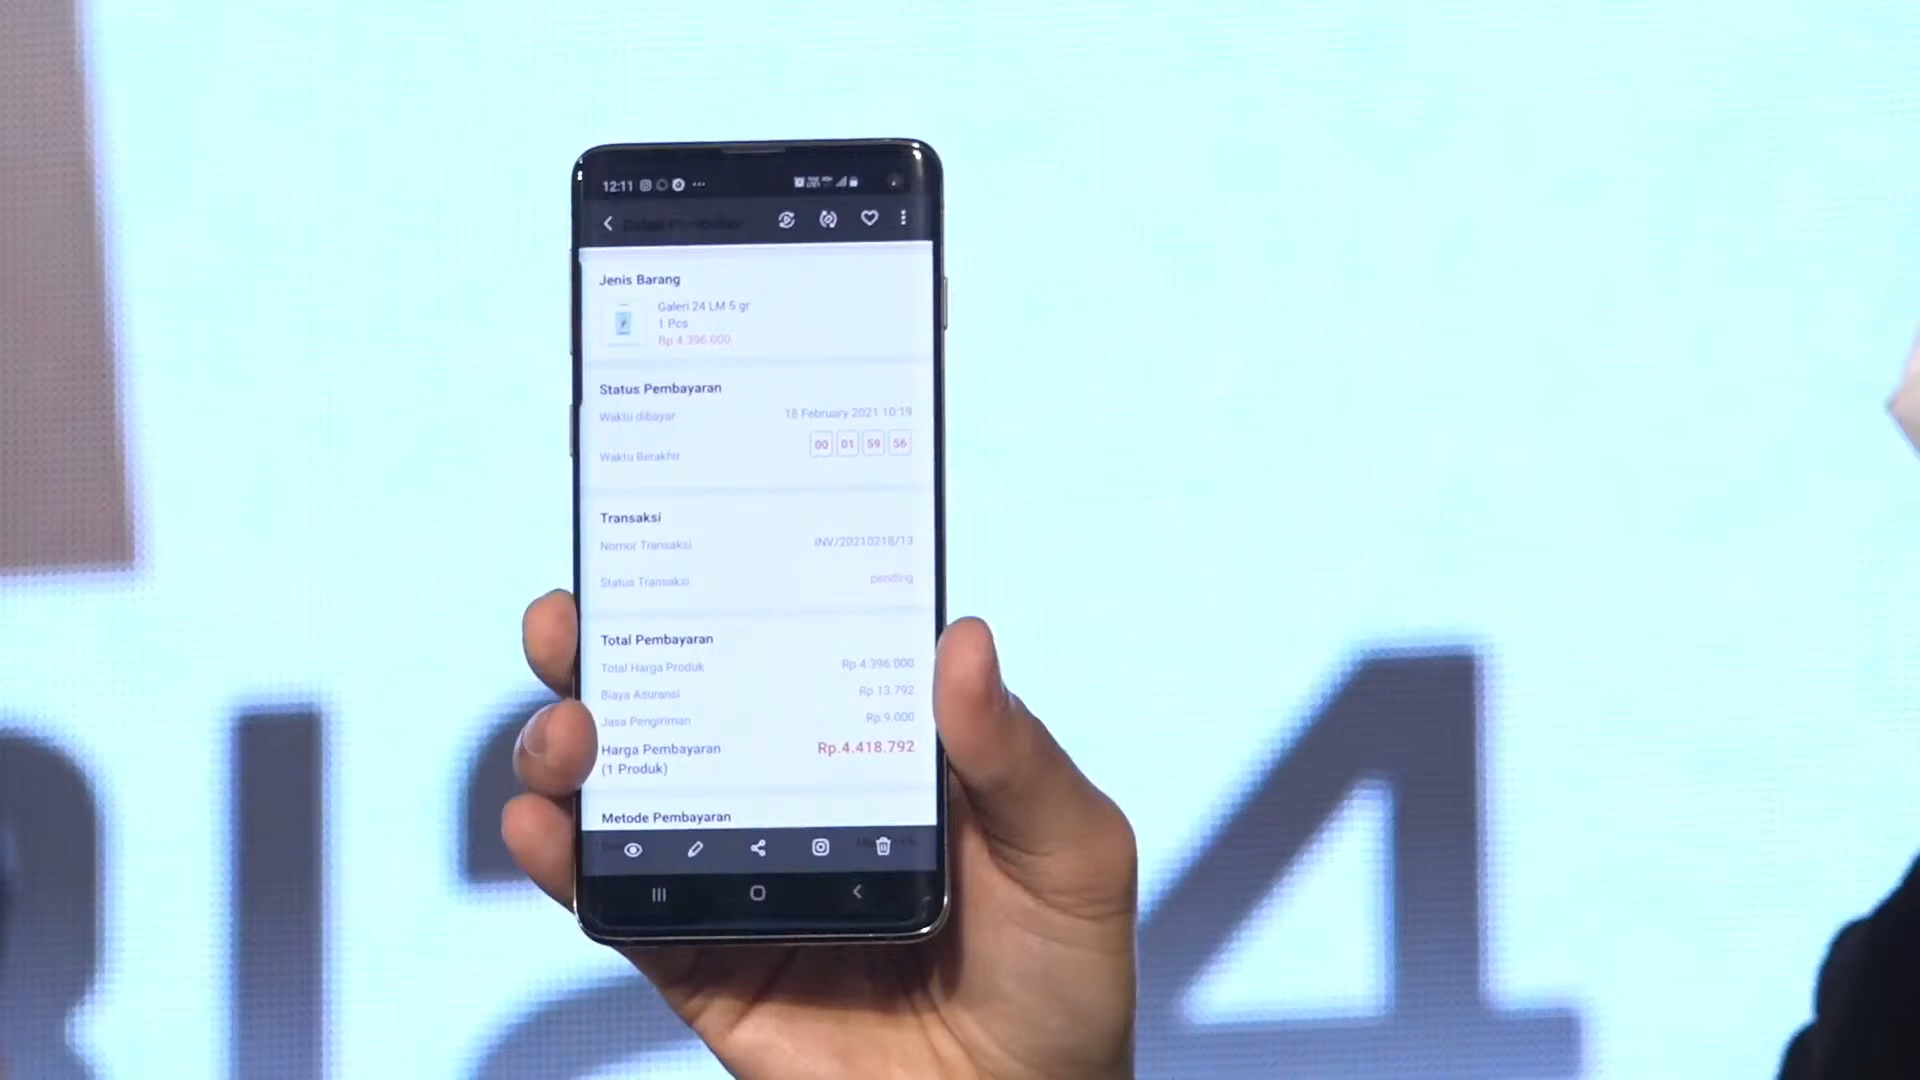 12:11
Jenis Barang
Galeri 24 LM 5 gr
1 Pcs
Rp 4.396.000
Status Pembayaran
Waktu dibayar 18 February 2021 10:19
Waktu Berakhir 00 01 59 56
Transaksi
Nomor Transaksi INV/20210218/13
Status Transaksi pending
Total Pembayaran
Total Harga Produk Rp 4.396.000
Biaya Asuransi Rp 13.792
Jasa Pengiriman Rp 9.000
Harga Pembayaran Rp.4.418.792
(1 Produk)
Metode Pembayaran
4